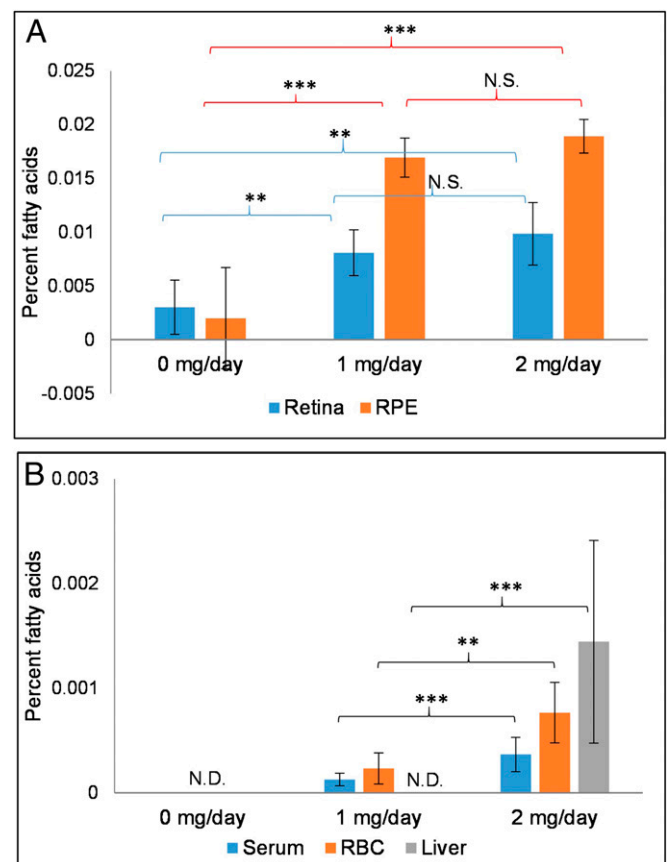 A
***
0.025
***
N.S.
0.02
**
0.015
N.S.
**
0.01
0.005
0
0 mg/day 1 mg/day 2 mg/day
-0.005
Percent fatty acids
Retina RPE
B
0.003
0.002
***
**
0.001
***
N.D. N.D.
0
0 mg/day 1 mg/day 2 mg/day
Percent fatty acids
Serum RBC Liver